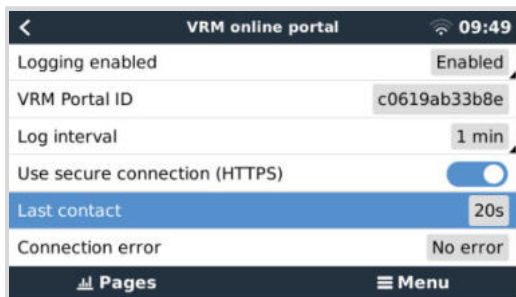 VRM online portal 09:49
Logging enabled Enabled
VRM Portal ID c0619ab33b8e
Log interval 1 min
Use secure connection (HTTPS)
Last contact 20s
Connection error No error
Pages Menu